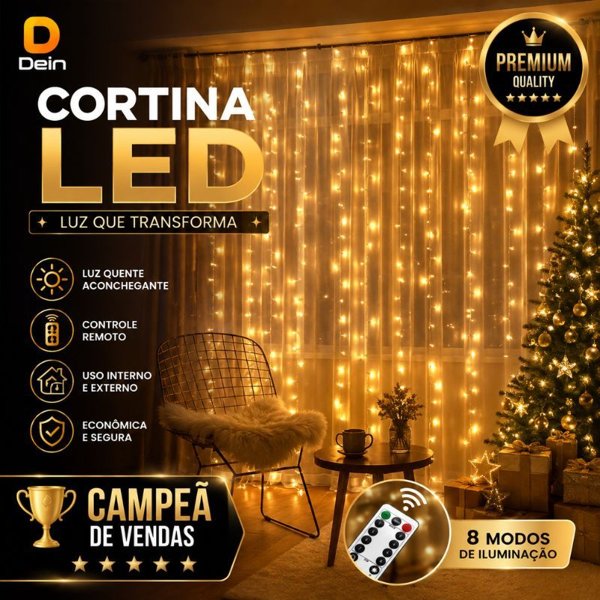 Dein
CORTINA
LED
LUZ QUE TRANSFORMA
PREMIUM
QUALITY
LUZ QUENTE
ACONCHEGANTE
CONTROLE
REMOTO
USO INTERNO
E EXTERNO
ECONÔMICA
E SEGURA
CAMPEÃ
DE VENDAS
8 MODOS
DE ILUMINAÇÃO